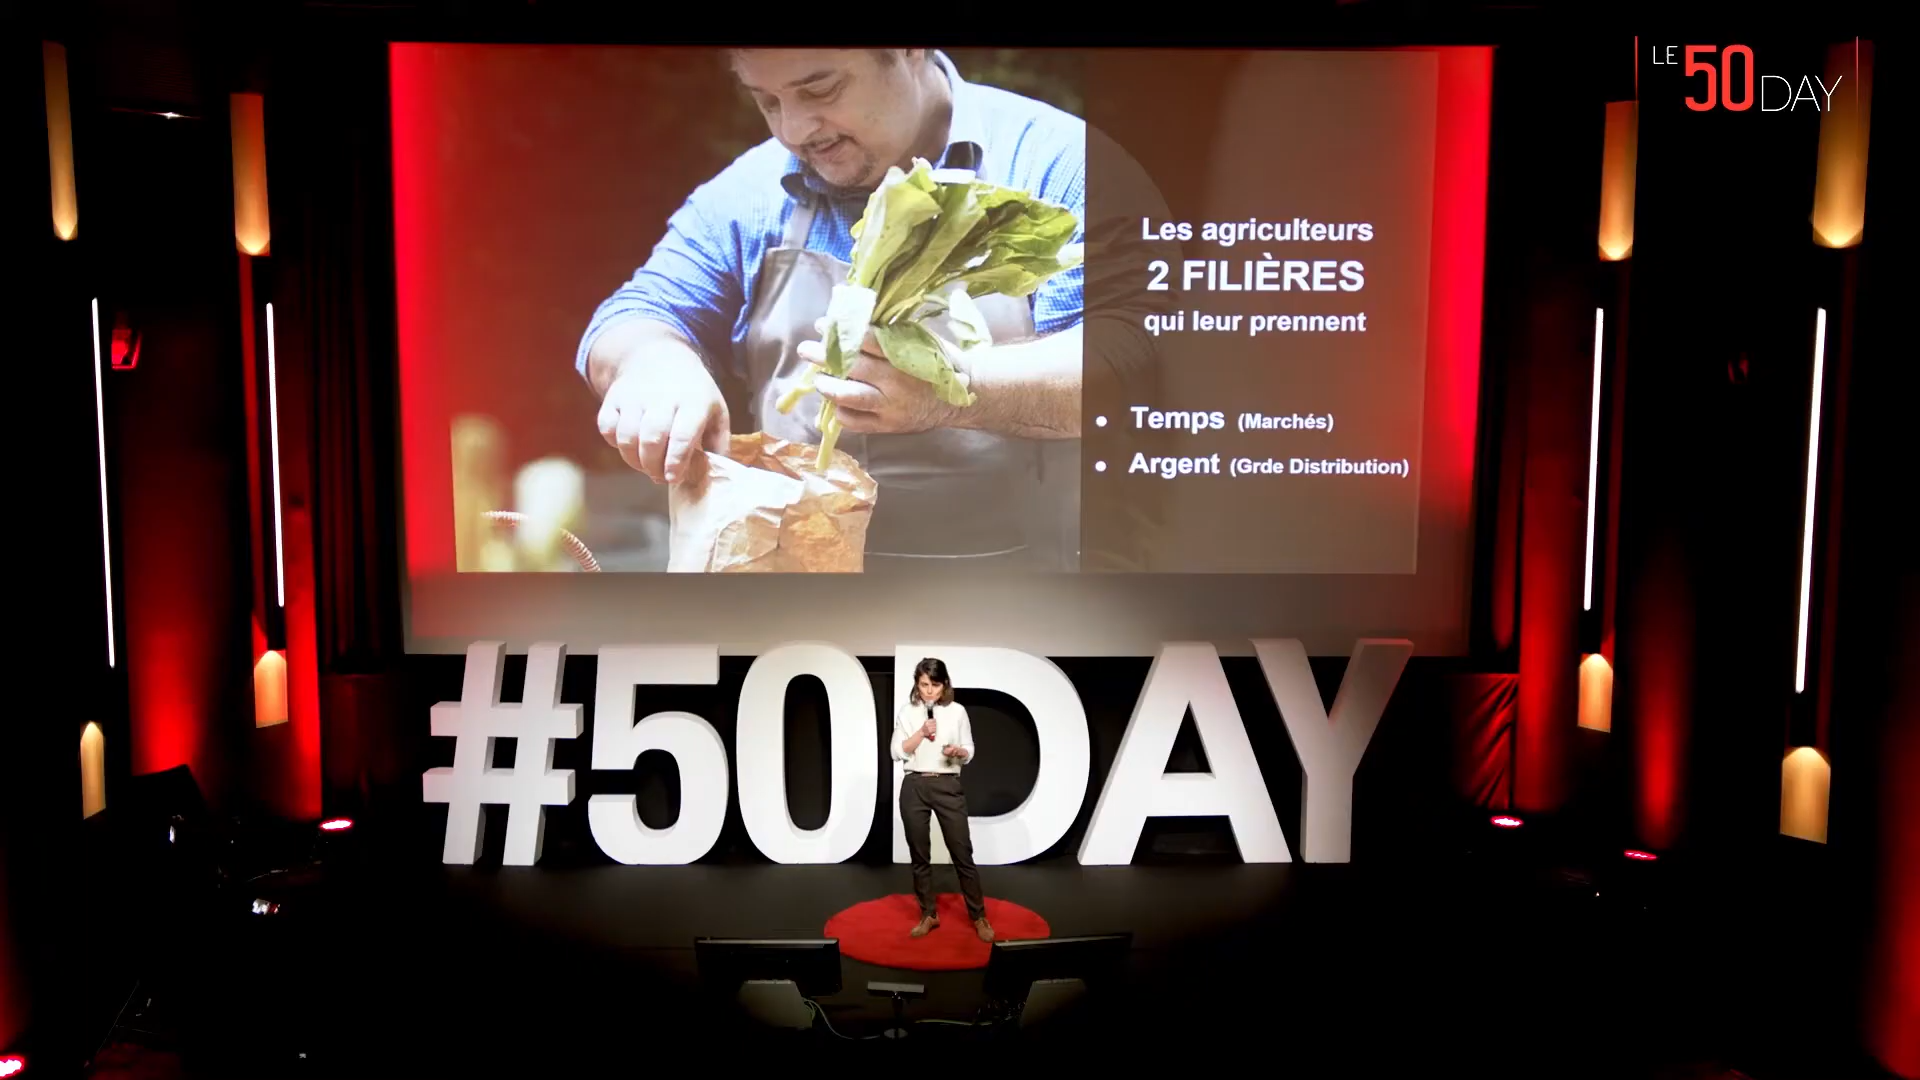 LE 50 DAY
Les agriculteurs
2 FILIÈRES
qui leur prennent
• Temps (Marchés)
• Argent (Grde Distribution)
#50DAY